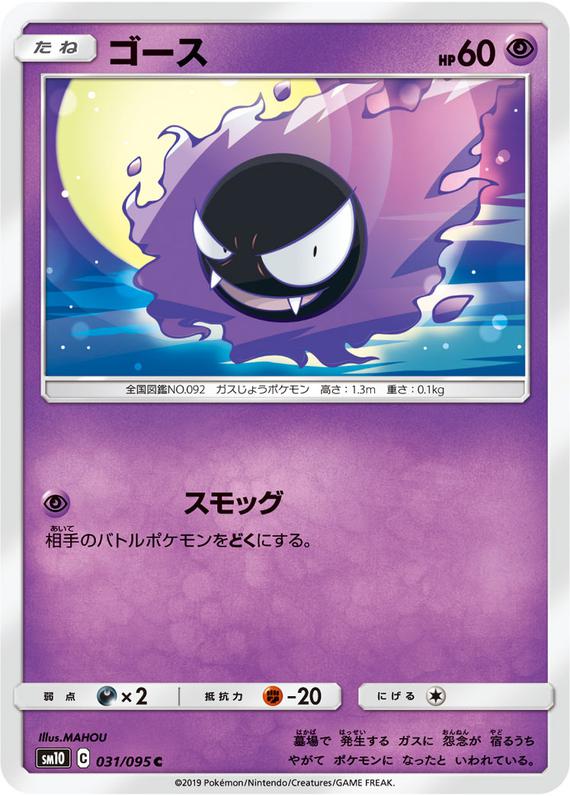 たね ゴース HP60
全国図鑑NO.092 ガスじょうポケモン 高さ：1.3m 重さ：0.1kg
スモッグ
あいて
相手のバトルポケモンをどくにする。
弱点 ×2 抵抗力 -20 にげる
Illus.MAHOU
はかば はっせい おんねん やど
墓場で 発生する ガスに 怨念が 宿るうち
sm10 C 031/095 C
やがて ポケモンに なったと いわれている。
©2019 Pokémon/Nintendo/Creatures/GAME FREAK.